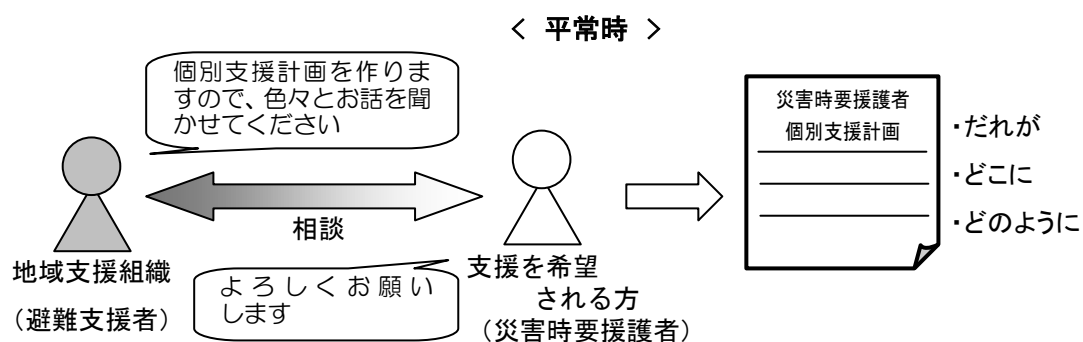 < 平常時 >
個別支援計画を作りま
すので、色々とお話を聞
かせてください
相談
地域支援組織
（避難支援者）
よろしくお願い
します
支援を希望
される方
（災害時要援護者）
災害時要援護者
個別支援計画
・だれが
・どこに
・どのように